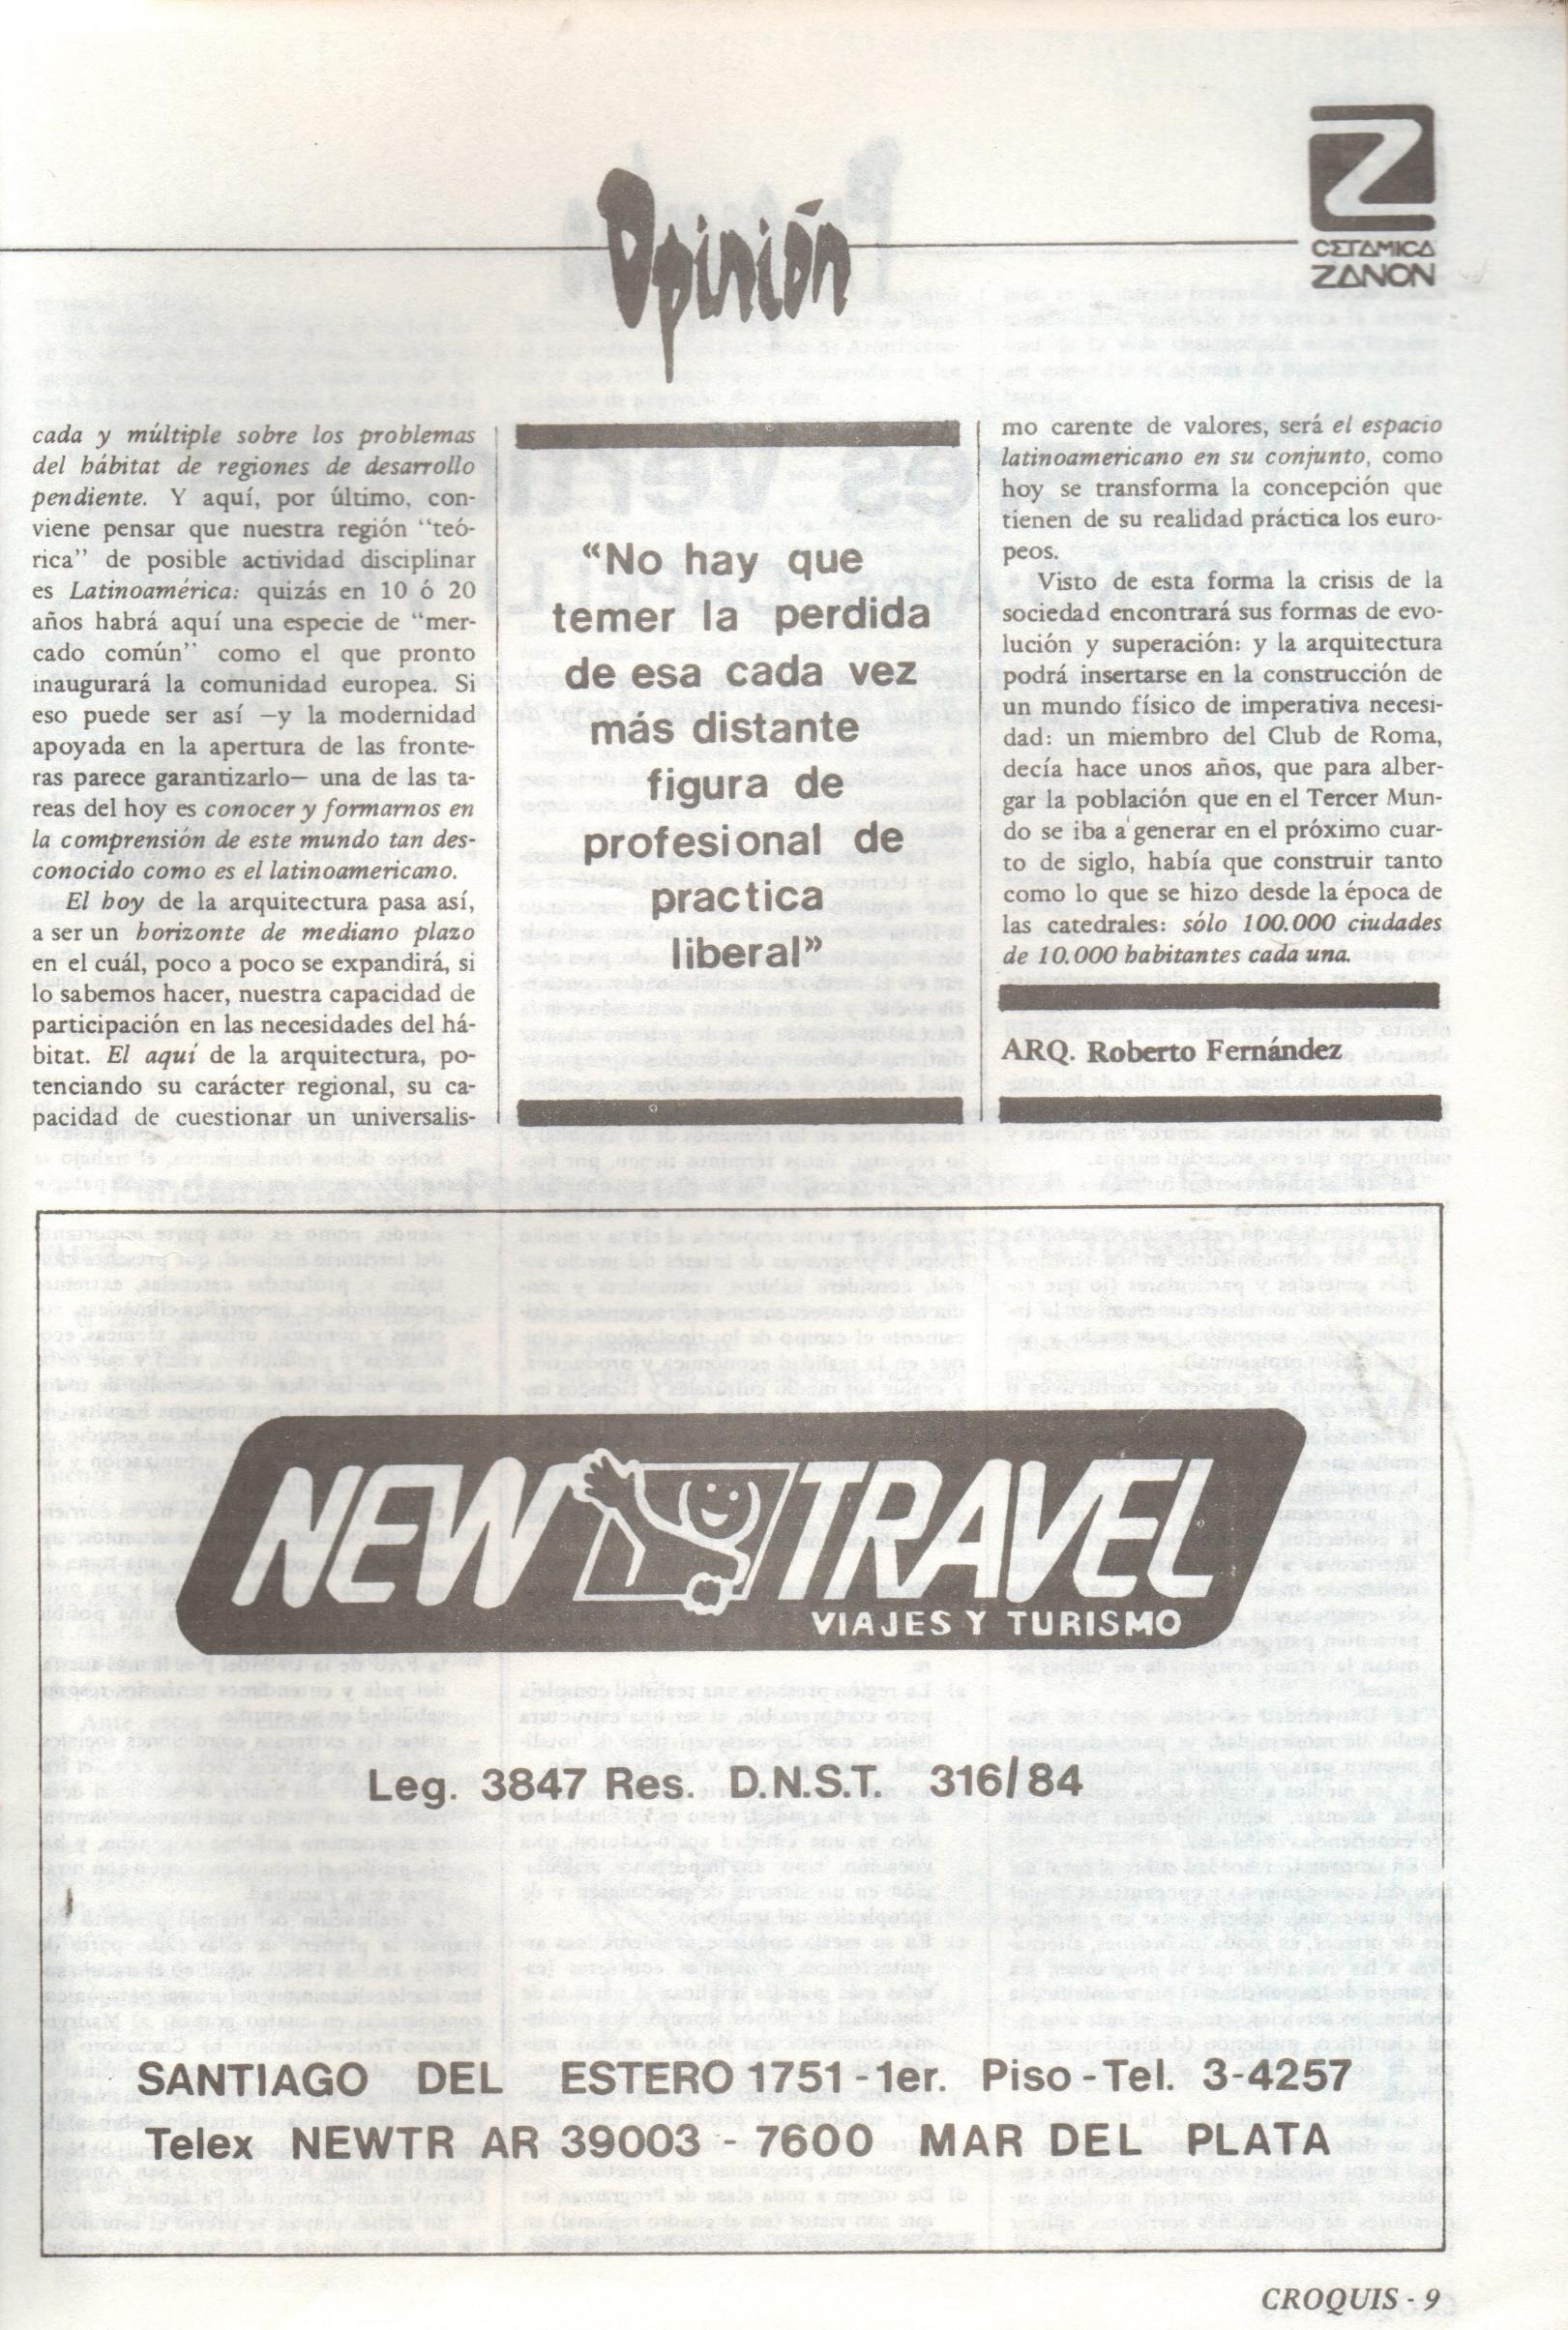 Opinión
Z
CERAMICA
ZANON
cada y múltiple sobre los problemas
del hábitat de regiones de desarrollo
pendiente. Y aquí, por último, con-
viene pensar que nuestra región “teó-
rica” de posible actividad disciplinar
es Latinoamérica: quizás en 10 ó 20
años habrá aquí una especie de “mer-
cado común” como el que pronto
inaugurará la comunidad europea. Si
eso puede ser así —y la modernidad
apoyada en la apertura de las fronte-
ras parece garantizarlo— una de las ta-
reas del hoy es conocer y formarnos en
la comprensión de este mundo tan des-
conocido como es el latinoamericano.
El hoy de la arquitectura pasa así,
a ser un horizonte de mediano plazo
en el cuál, poco a poco se expandirá, si
lo sabemos hacer, nuestra capacidad de
participación en las necesidades del há-
bitat. El aquí de la arquitectura, po-
tenciando su carácter regional, su ca-
pacidad de cuestionar un universalis-
«No hay que
temer la perdida
de esa cada vez
más distante
figura de
profesional de
practica
liberal»
mo carente de valores, será el espacio
latinoamericano en su conjunto, como
hoy se transforma la concepción que
tienen de su realidad práctica los euro-
peos.
Visto de esta forma la crisis de la
sociedad encontrará sus formas de evo-
lución y superación: y la arquitectura
podrá insertarse en la construcción de
un mundo físico de imperativa necesi-
dad: un miembro del Club de Roma,
decía hace unos años, que para alber-
gar la población que en el Tercer Mun-
do se iba a generar en el próximo cuar-
to de siglo, había que construir tanto
como lo que se hizo desde la época de
las catedrales: sólo 100.000 ciudades
de 10.000 habitantes cada una.
ARQ. Roberto Fernández
NEW TRAVEL
VIAJES Y TURISMO
Leg. 3847 Res. D.N.S.T. 316/84
SANTIAGO DEL ESTERO 1751 - 1er. Piso - Tel. 3-4257
Telex NEWTR AR 39003 - 7600 MAR DEL PLATA
CROQUIS - 9